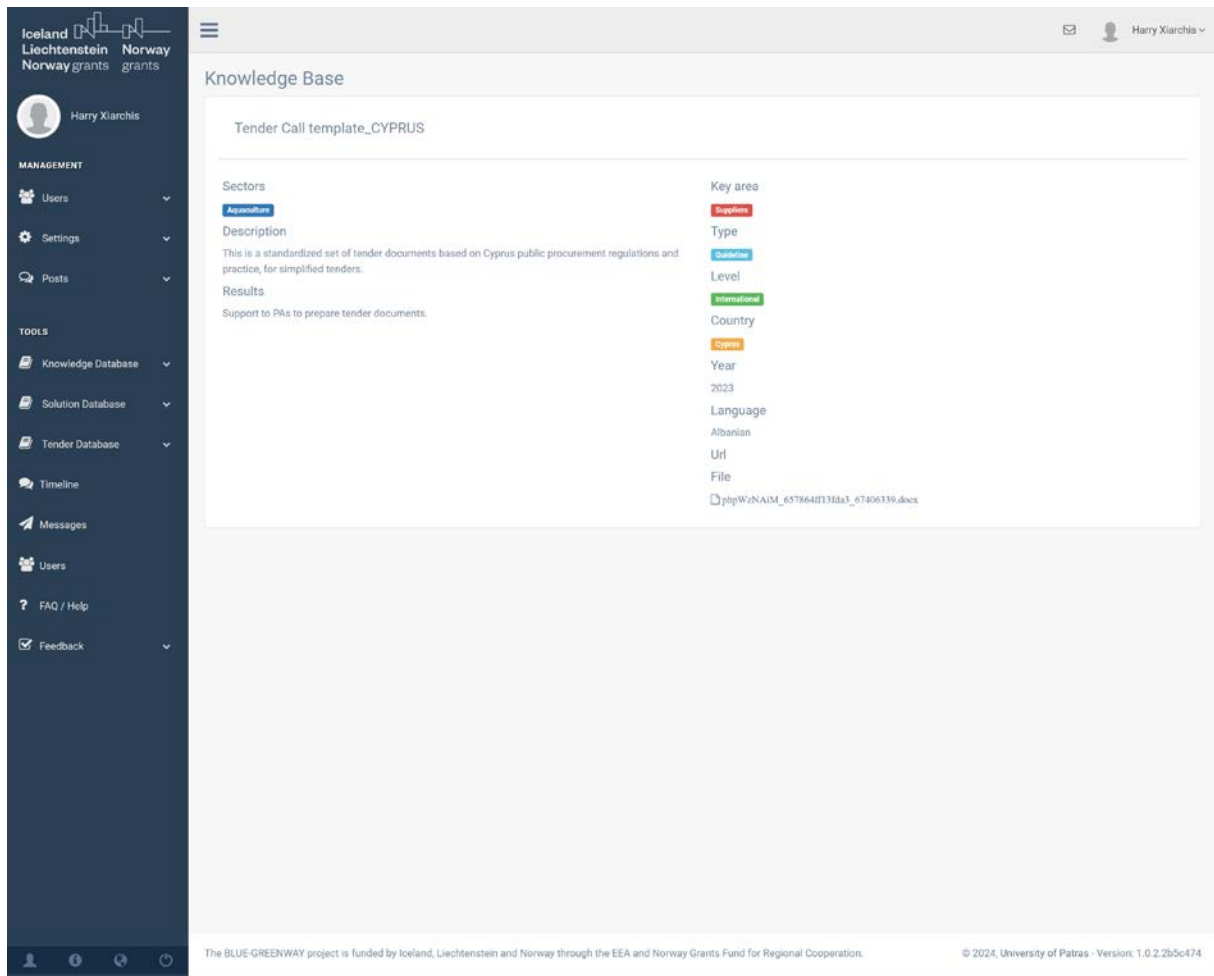 Iceland
Liechtenstein Norway
Norway grants grants
Harry Xiarchis
Harry Xiarchis
MANAGEMENT
Users
Settings
Posts
TOOLS
Knowledge Database
Solution Database
Tender Database
Timeline
Messages
Users
? FAQ / Help
Feedback
Knowledge Base
Tender Call template_CYPRUS
Sectors
Aquaculture
Description
This is a standardized set of tender documents based on Cyprus public procurement regulations and
practice, for simplified tenders.
Results
Support to PAs to prepare tender documents.
Key area
Suppliers
Type
Guideline
Level
International
Country
Cyprus
Year
2023
Language
Albanian
Url
File
phpWzNAiM_657864ff13fda3_67406339.docx
The BLUE-GREENWAY project is funded by Iceland, Liechtenstein and Norway through the EEA and Norway Grants Fund for Regional Cooperation.
© 2024, University of Patras - Version: 1.0.2.2b5c474